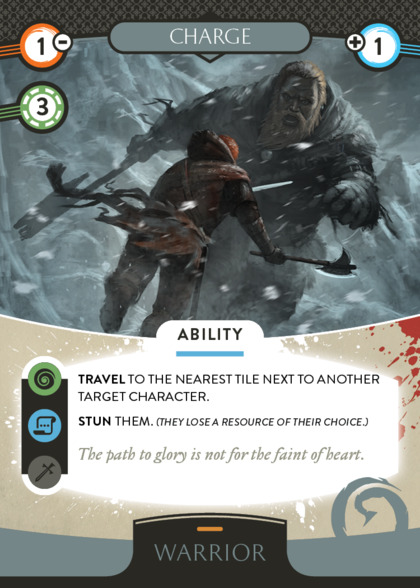 CHARGE
1 -
+ 1
3
ABILITY
TRAVEL TO THE NEAREST TILE NEXT TO ANOTHER
TARGET CHARACTER.
STUN THEM. (THEY LOSE A RESOURCE OF THEIR CHOICE.)
The path to glory is not for the faint of heart.
WARRIOR